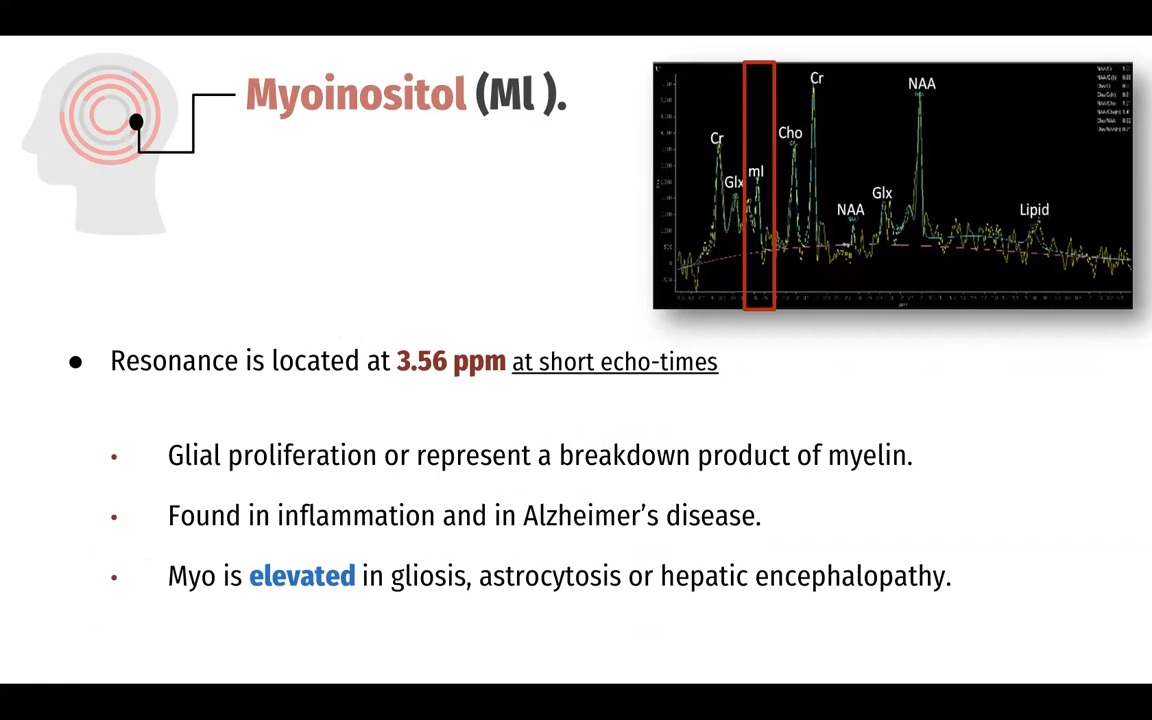 Myoinositol (Ml ).
Cr
Glx
ml
Cho
Cr
NAA
Glx
NAA
Lipid
● Resonance is located at 3.56 ppm at short echo-times
• Glial proliferation or represent a breakdown product of myelin.
• Found in inflammation and in Alzheimer’s disease.
• Myo is elevated in gliosis, astrocytosis or hepatic encephalopathy.